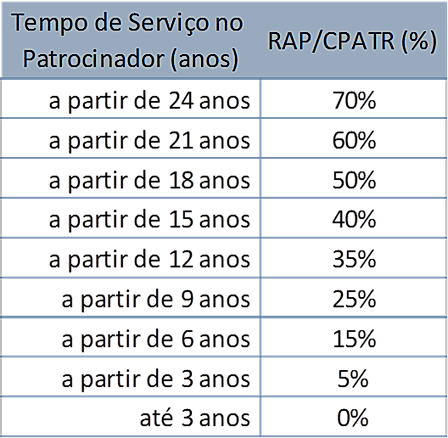 Tempo de Serviço no RAP/CPATR (%)
Patrocinador (anos)
a partir de 24 anos 70%
a partir de 21 anos 60%
a partir de 18 anos 50%
a partir de 15 anos 40%
a partir de 12 anos 35%
a partir de 9 anos 25%
a partir de 6 anos 15%
a partir de 3 anos 5%
até 3 anos 0%